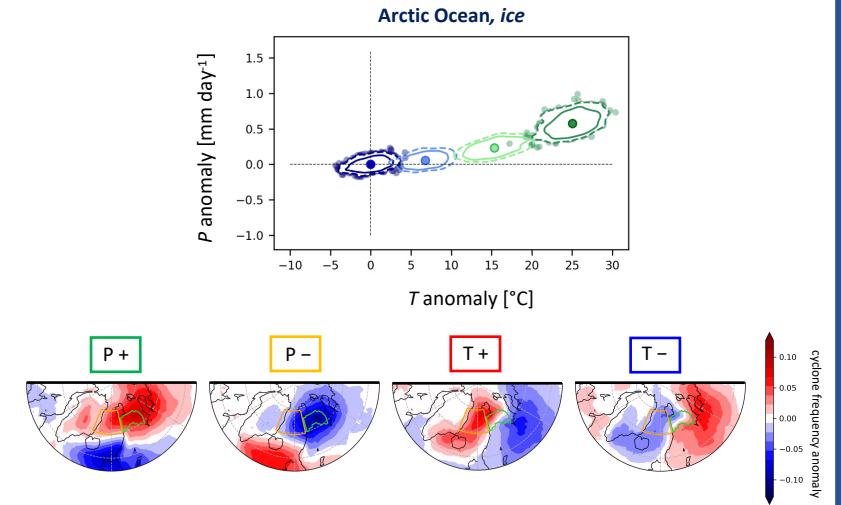 Arctic Ocean, ice
P anomaly [mm day-1]
1.5
1.0
0.5
0.0
−0.5
−1.0
−10 −5 0 5 10 15 20 25 30
T anomaly [°C]
P +
P −
T +
T −
0.10
0.05
0.00
−0.05
−0.10
cyclone frequency anomaly